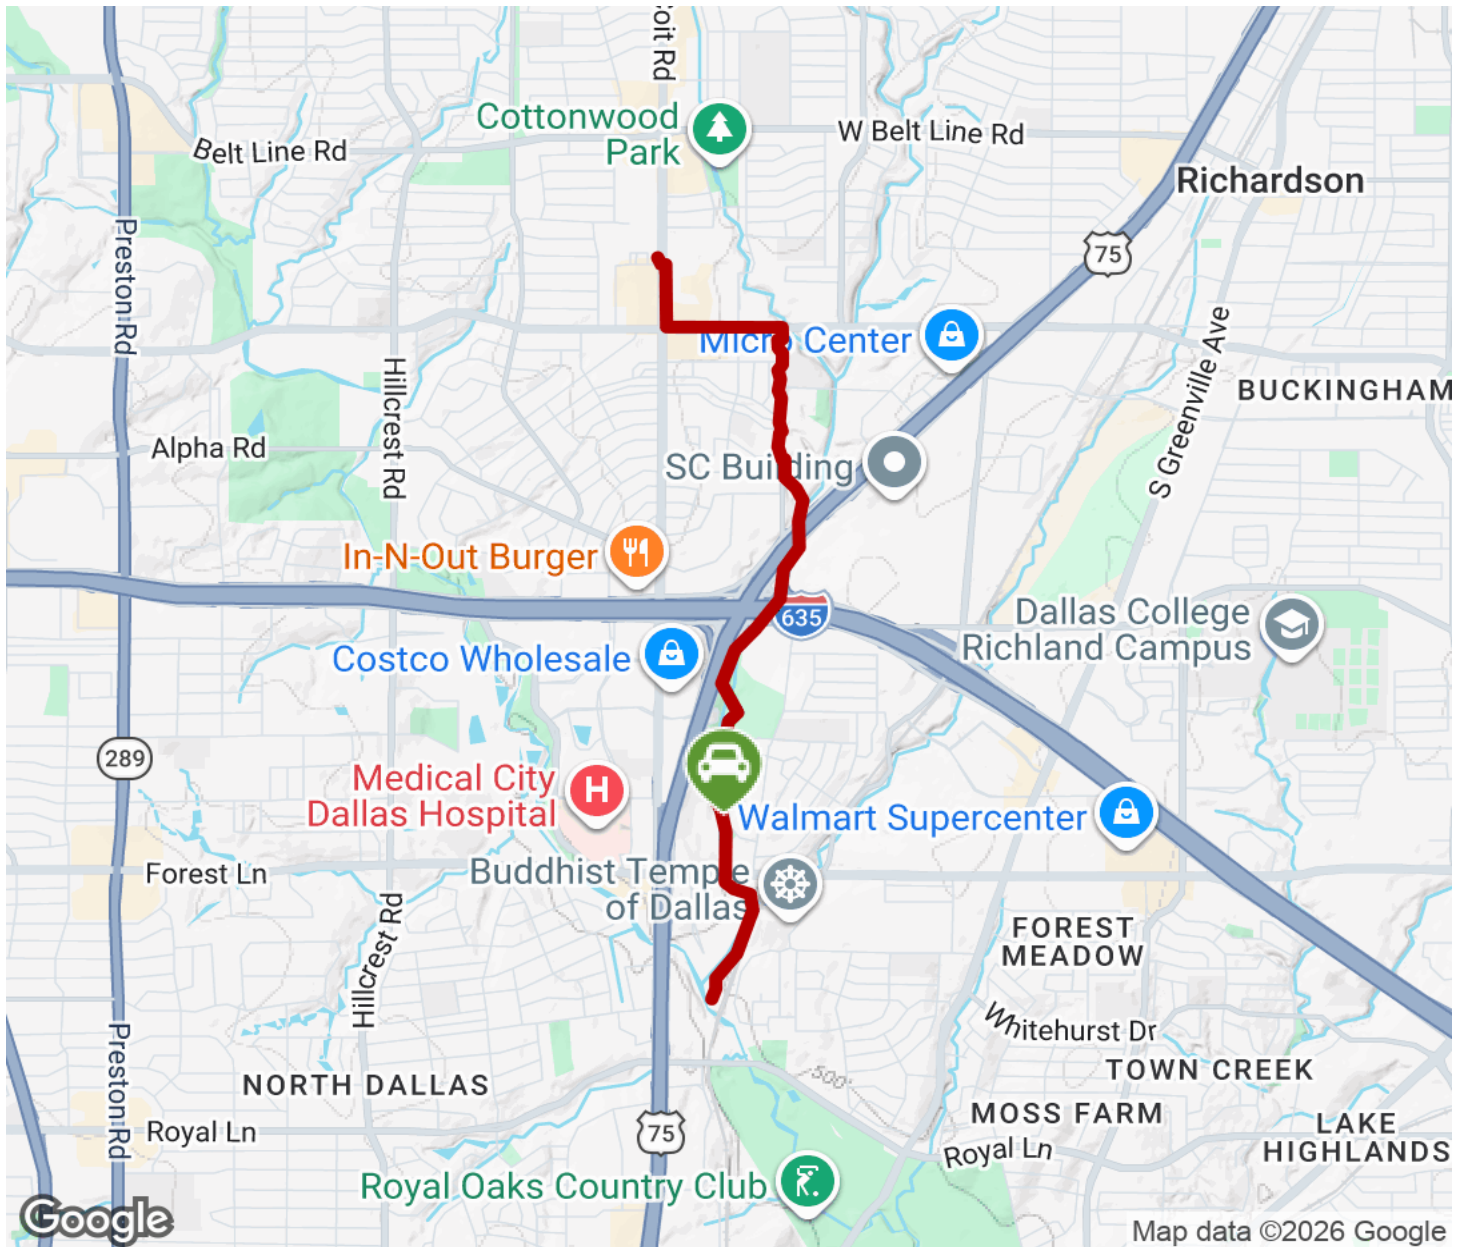 oit Rd
Cottonwood
Park
W Belt Line Rd
Belt Line Rd
Richardson
Preston Rd
75
Micro Center
S Greenville Ave
BUCKINGHAM
Hillcrest Rd
Alpha Rd
SC Building
In-N-Out Burger
635
Dallas College
Richland Campus
Costco Wholesale
289
Medical City
Dallas Hospital
H
Walmart Supercenter
Forest Ln
Buddhist Temple
of Dallas
Hillcrest Rd
FOREST
MEADOW
Whitehurst Dr
Preston Rd
NORTH DALLAS
500'
TOWN CREEK
MOSS FARM
Royal Ln
75
Royal Ln
LAKE
HIGHLANDS
Royal Oaks Country Club
Google
Map data ©2026 Google